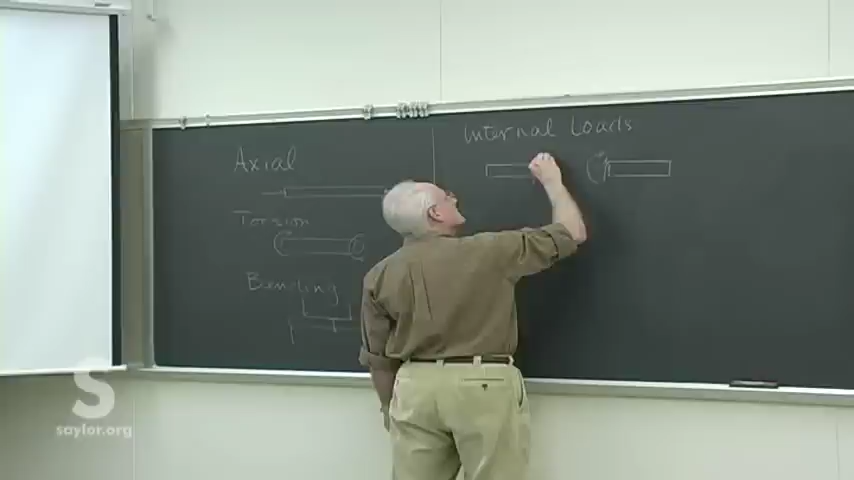 Axial
Torsion
Bending
Internal Loads
S
saylor.org